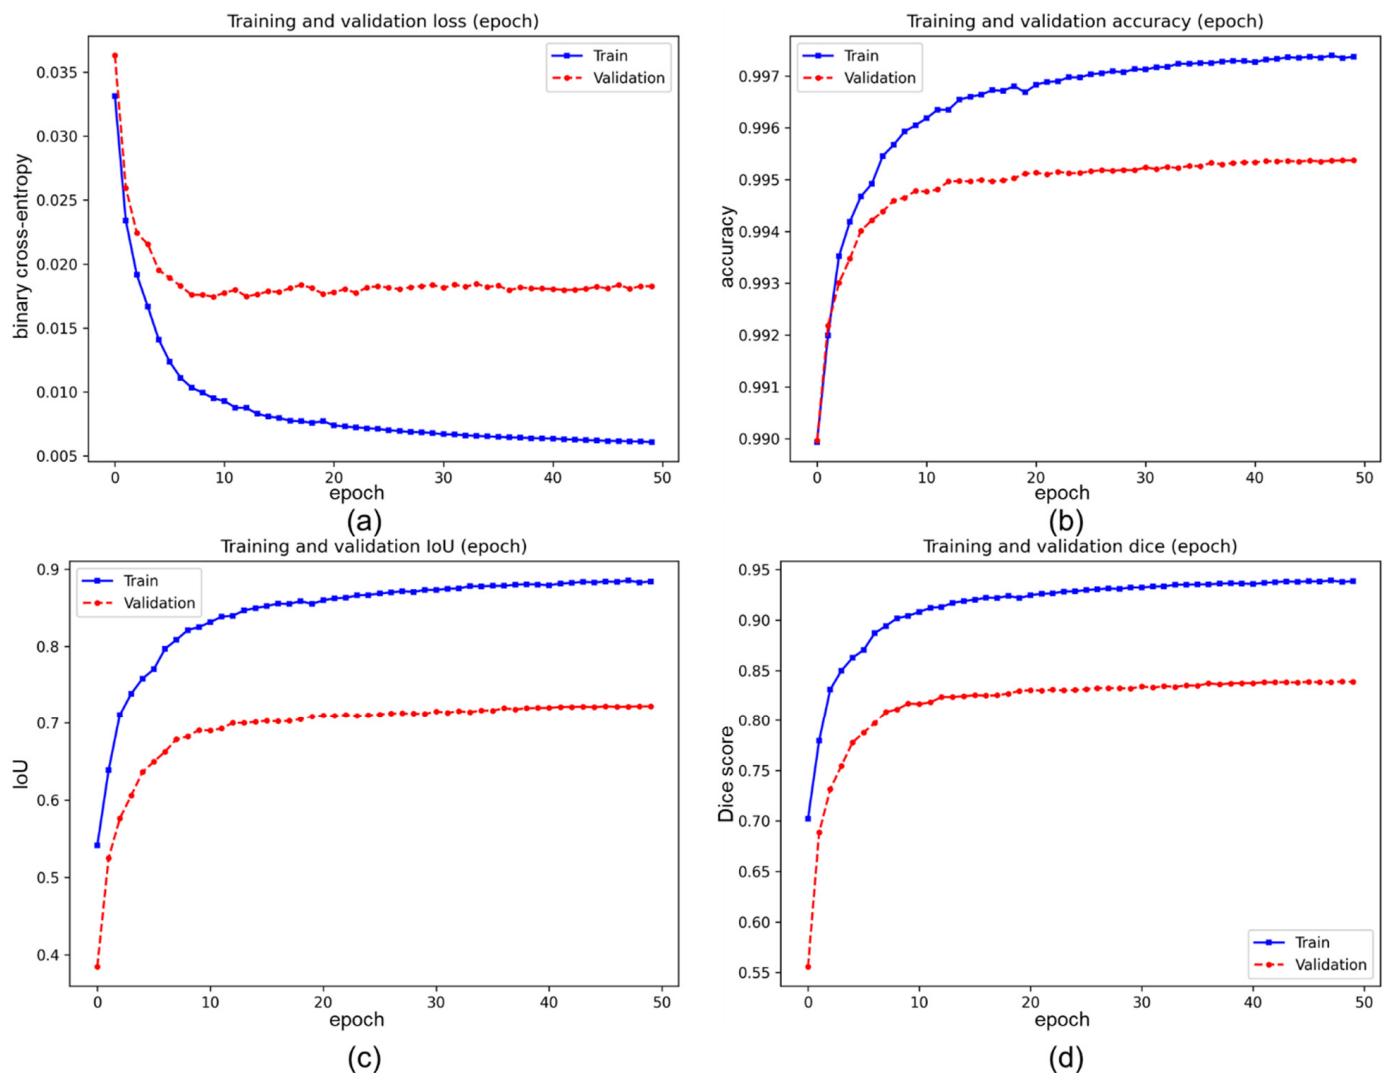 Training and validation loss (epoch)
Train
Validation
0.035
0.030
0.025
0.020
0.015
0.010
0.005
binary cross-entropy
0 10 20 30 40 50
epoch
(a)
Training and validation accuracy (epoch)
Train
Validation
0.997
0.996
0.995
0.994
0.993
0.992
0.991
0.990
accuracy
0 10 20 30 40 50
epoch
(b)
Training and validation IoU (epoch)
Train
Validation
0.9
0.8
0.7
0.6
0.5
0.4
IoU
0 10 20 30 40 50
epoch
(c)
Training and validation dice (epoch)
0.95
0.90
0.85
0.80
0.75
0.70
0.65
0.60
0.55
Dice score
Train
Validation
0 10 20 30 40 50
epoch
(d)